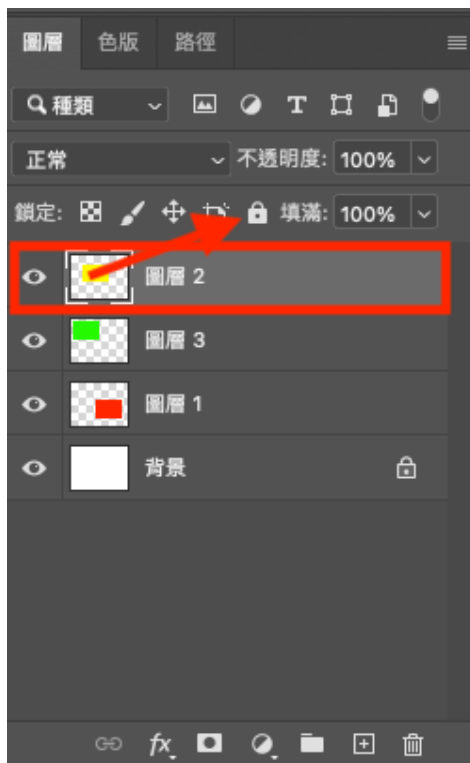 圖層 色版 路徑
種類 T
正常 不透明度: 100%
鎖定: 填滿: 100%
圖層 2
圖層 3
圖層 1
背景
fx